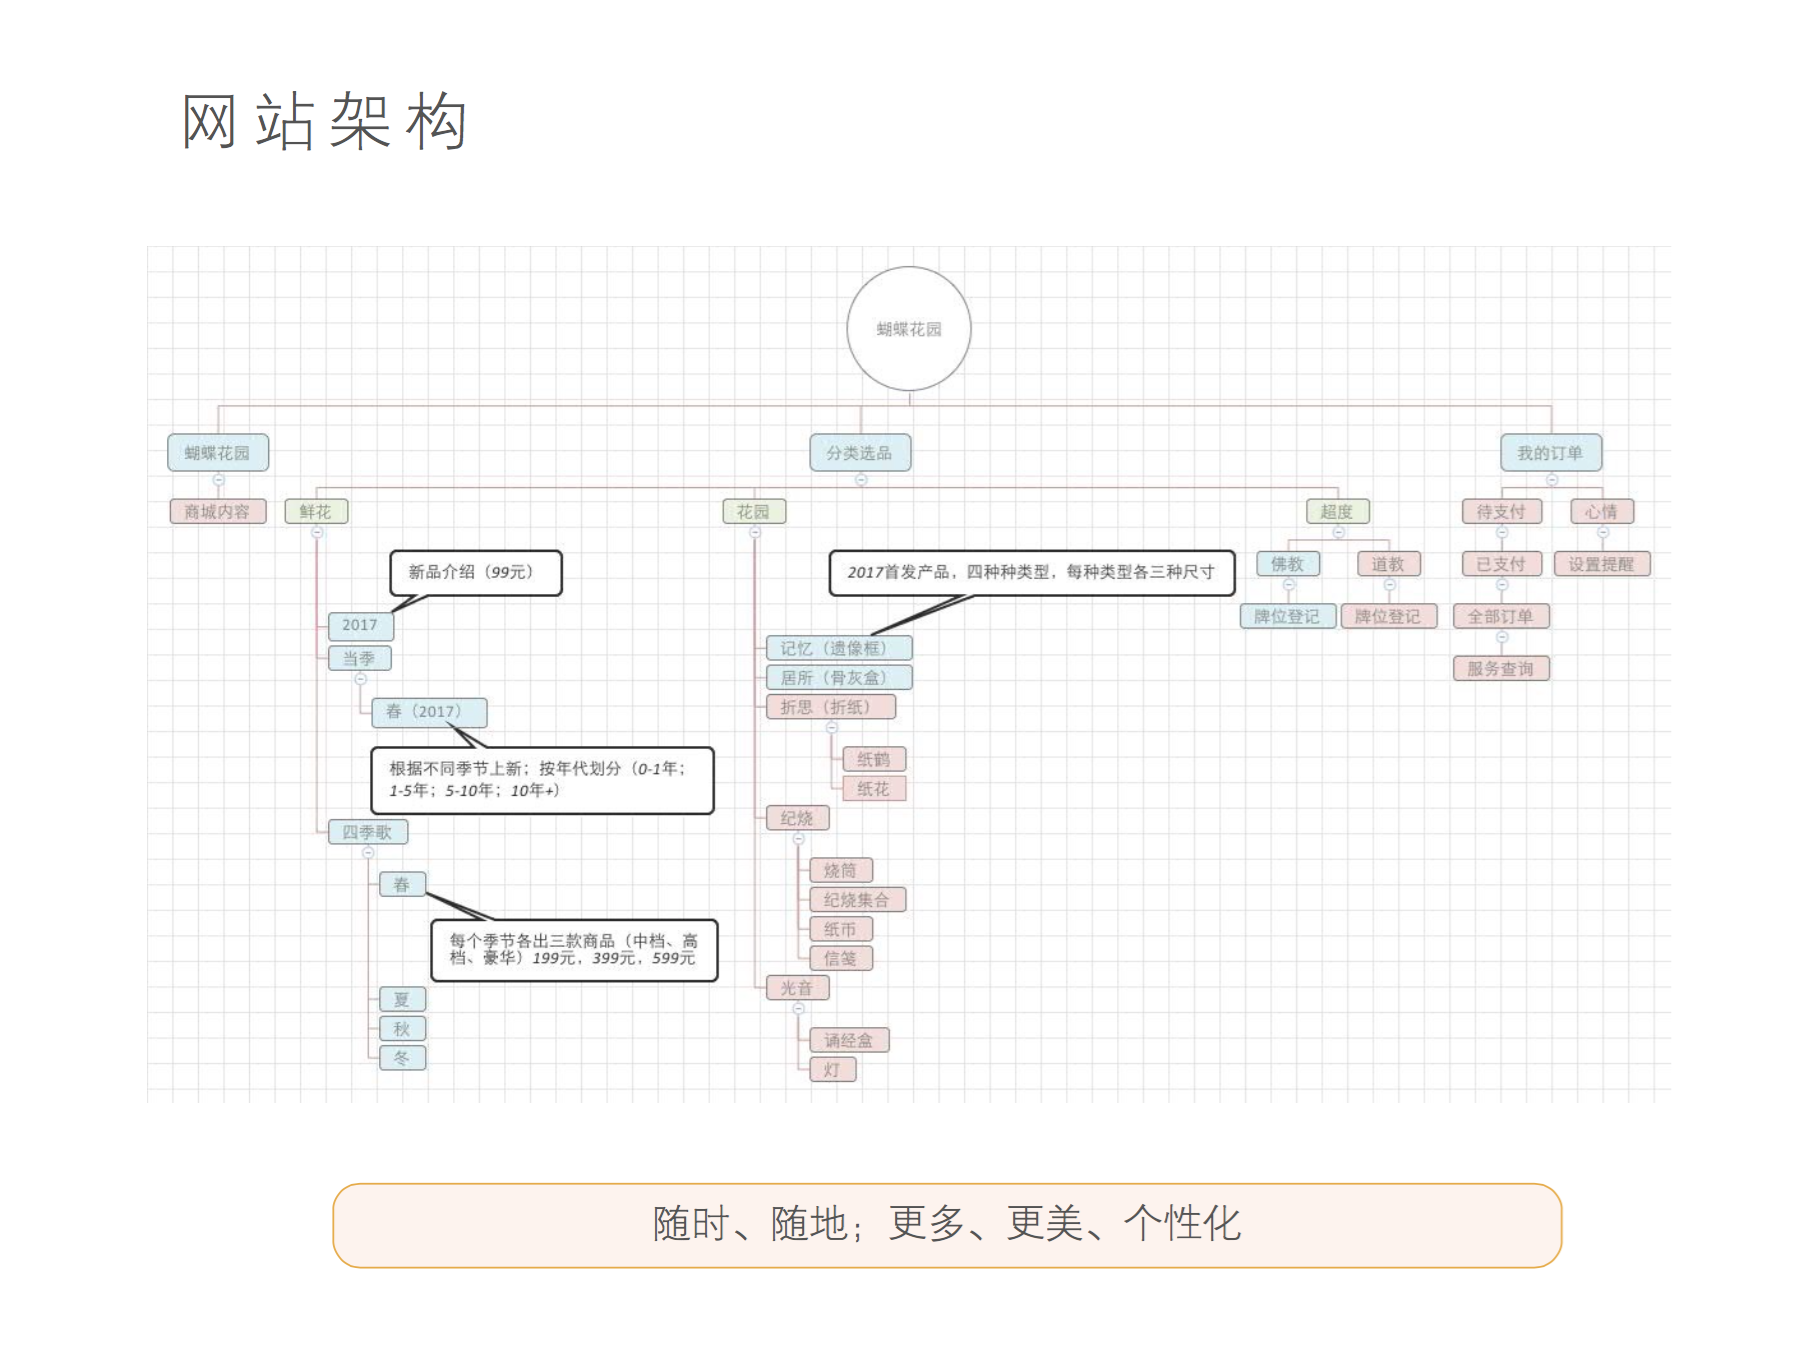 网站架构
蝴蝶花园
蝴蝶花园
分类选品
我的订单
商城内容
鲜花
花园
超度
待支付
心情
新品介绍（99元）
2017首发产品，四种种类型，每种类型各三种尺寸
佛教
道教
已支付
设置提醒
牌位登记
牌位登记
全部订单
服务查询
2017
当季
春（2017）
根据不同季节上新；按年代划分（0-1年；
1-5年；5-10年；10年+）
四季歌
春
每个季节各出三款商品（中档、高
档、豪华）199元，399元，599元
夏
秋
冬
记忆（遗像框）
居所（骨灰盒）
折思（折纸）
纸鹤
纸花
纪烧
烧筒
纪烧集合
纸币
信笺
光音
诵经盒
灯
随时、随地；更多、更美、个性化